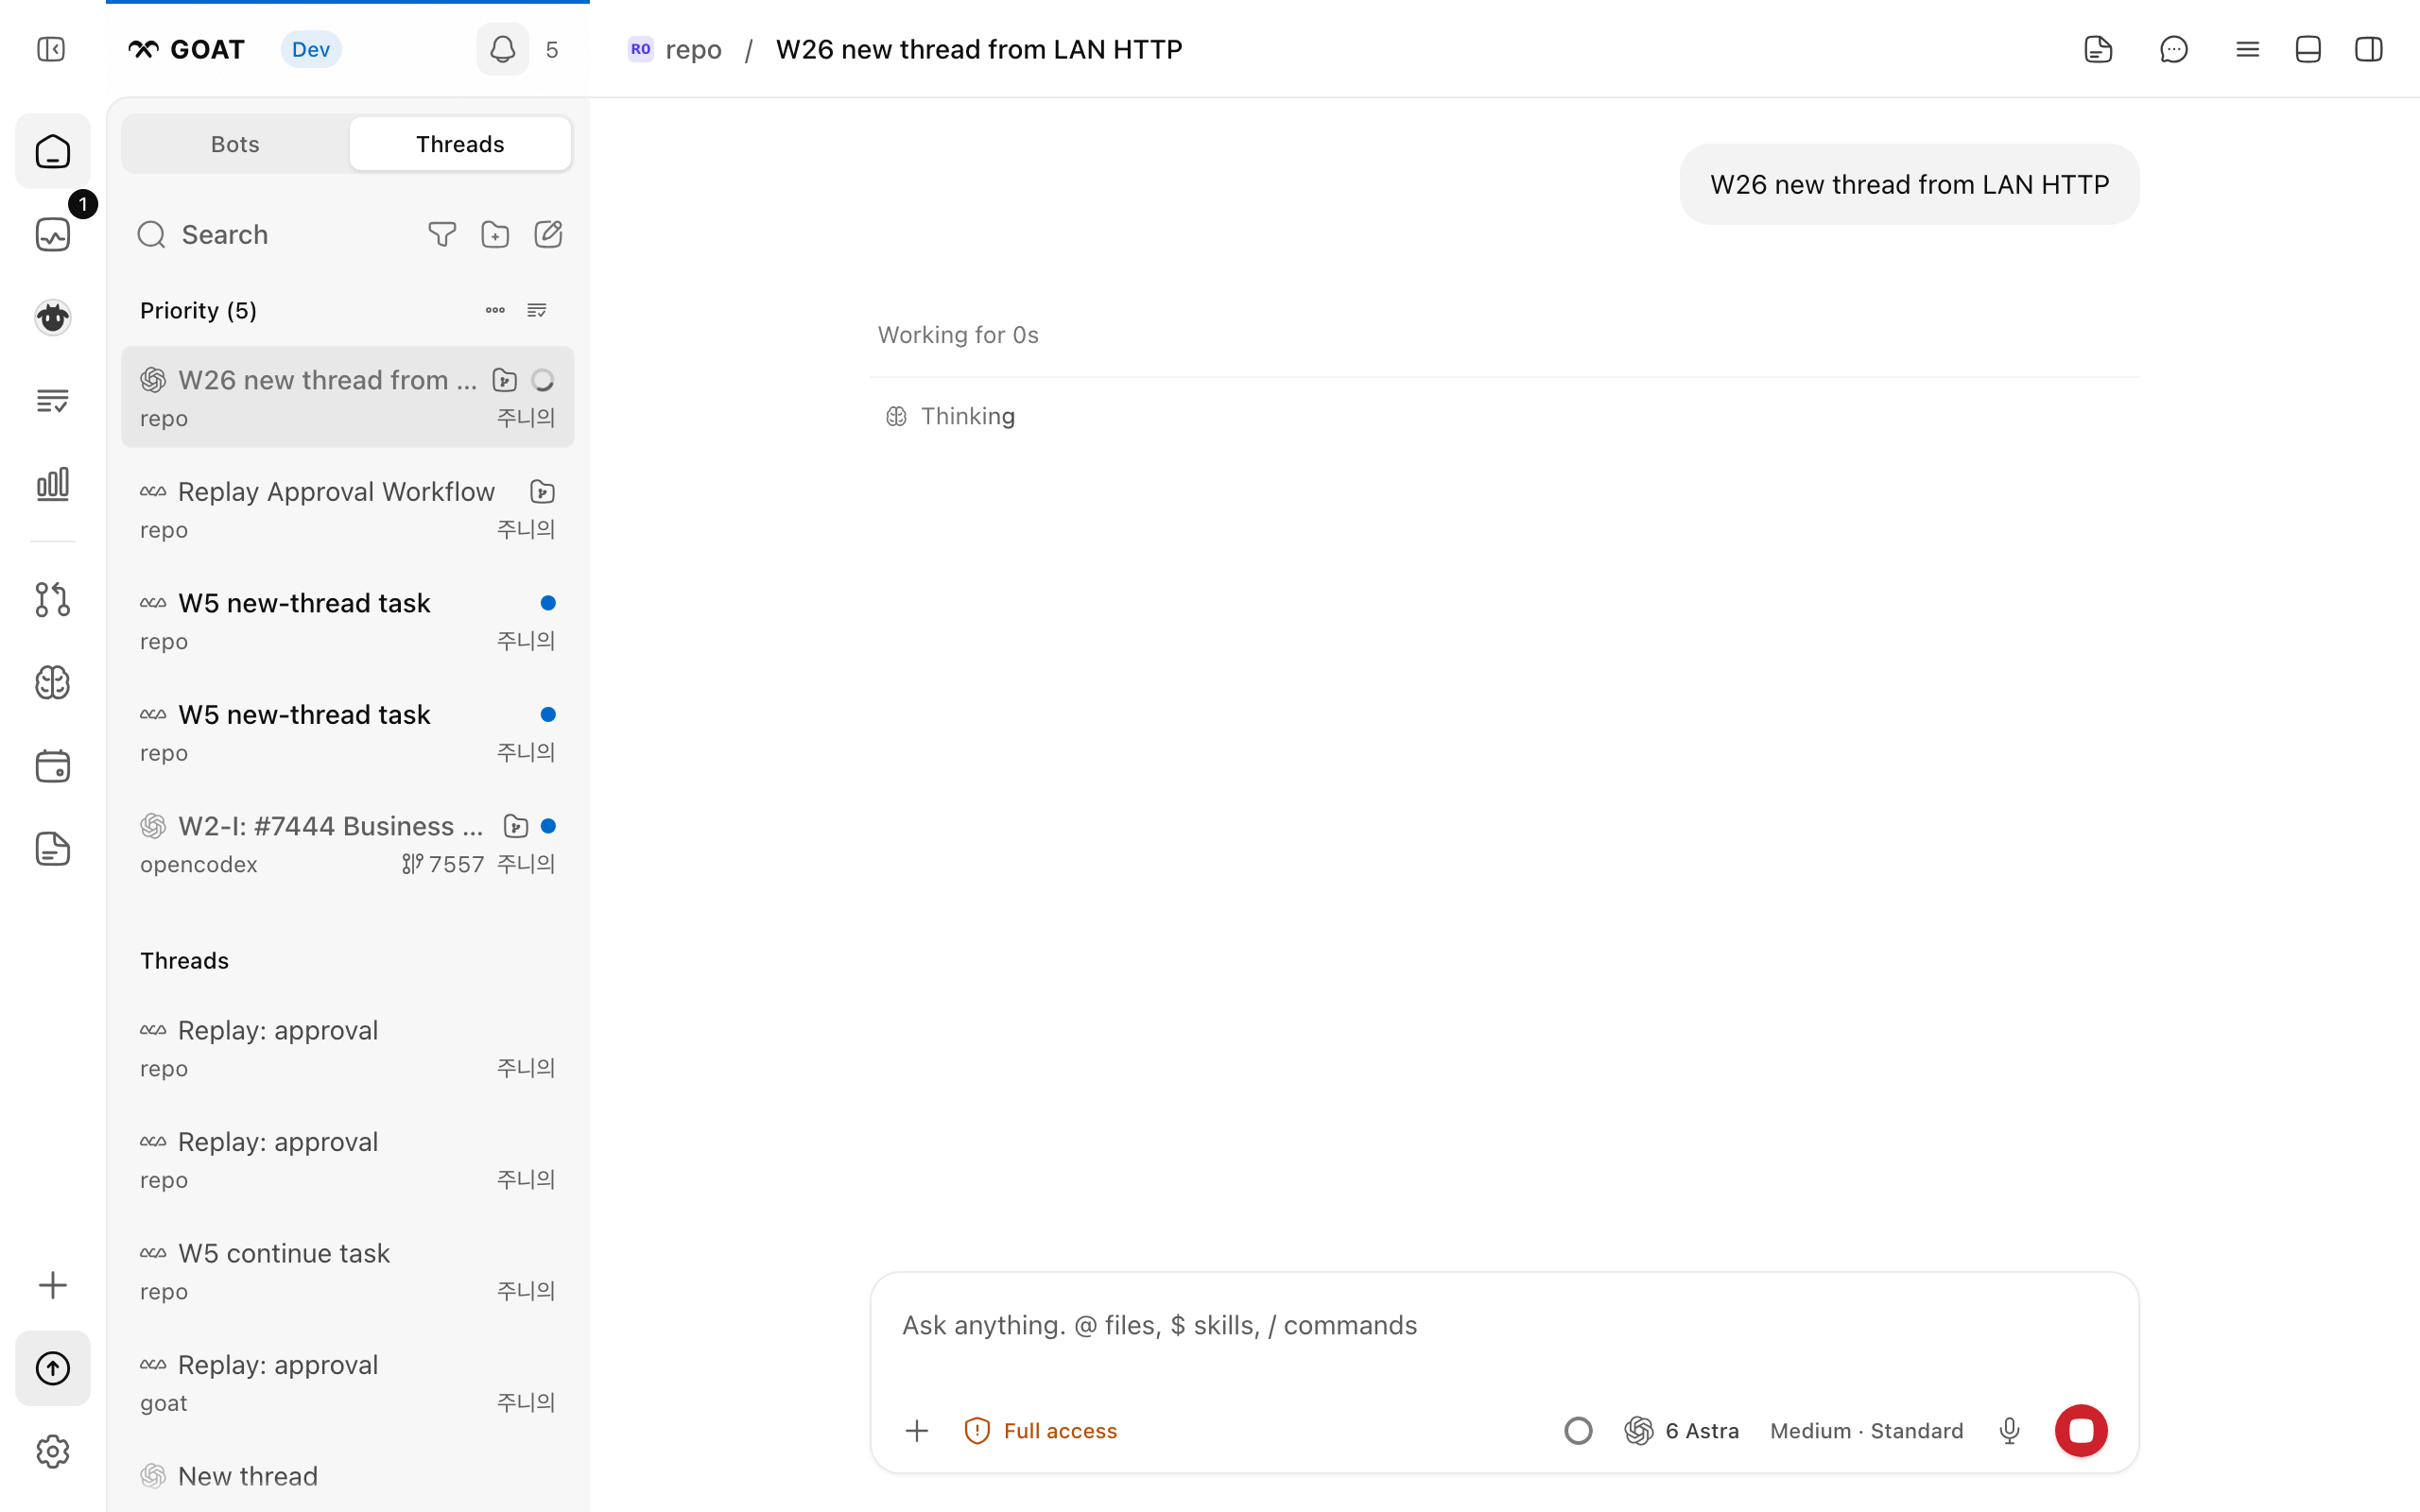 GOAT
Dev
5
RO repo / W26 new thread from LAN HTTP
Bots
Threads
1
Search
Priority (5)
W26 new thread from ...
repo
주니의
Replay Approval Workflow
repo
주니의
W5 new-thread task
repo
주니의
W5 new-thread task
repo
주니의
W2-I: #7444 Business ...
opencodex
7557
주니의
Threads
Replay: approval
repo
주니의
Replay: approval
repo
주니의
W5 continue task
repo
주니의
Replay: approval
goat
주니의
New thread
W26 new thread from LAN HTTP
Working for 0s
Thinking
Ask anything. @ files, $ skills, / commands
Full access
6 Astra
Medium · Standard